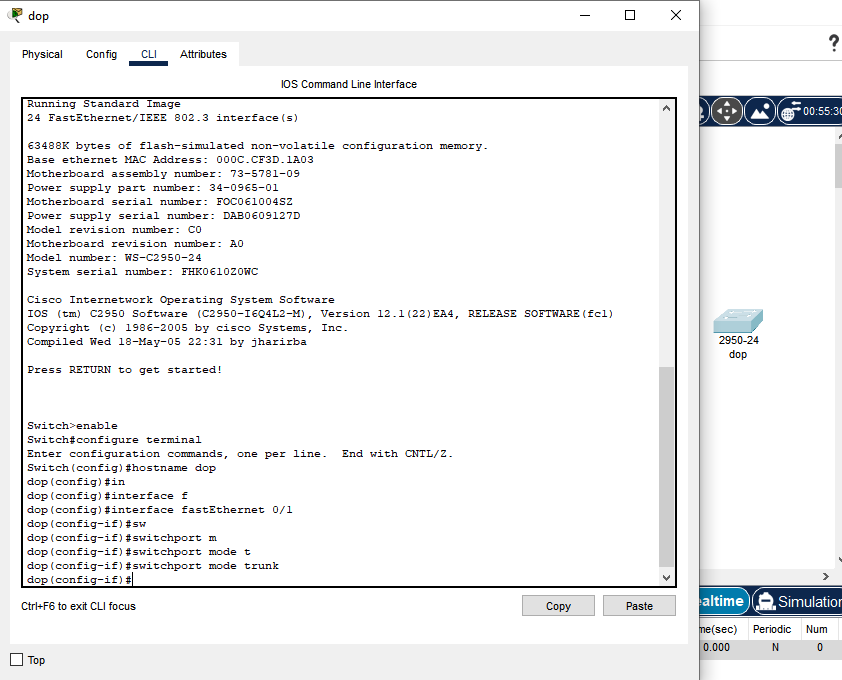 dop
?
Physical Config CLI Attributes
IOS Command Line Interface
00:55:30
Running Standard Image
24 FastEthernet/IEEE 802.3 interface(s)
63488K bytes of flash-simulated non-volatile configuration memory.
Base ethernet MAC Address: 000C.CF3D.1A03
Motherboard assembly number: 73-5781-09
Power supply part number: 34-0965-01
Motherboard serial number: FOC061004SZ
Power supply serial number: DAB0609127D
Model revision number: C0
Motherboard revision number: A0
Model number: WS-C2950-24
System serial number: FHK0610Z0WC
Cisco Internetwork Operating System Software
IOS (tm) C2950 Software (C2950-I6Q4L2-M), Version 12.1(22)EA4, RELEASE SOFTWARE(fc1)
Copyright (c) 1986-2005 by cisco Systems, Inc.
Compiled Wed 18-May-05 22:31 by jharirba
Press RETURN to get started!
Switch>enable
Switch#configure terminal
Enter configuration commands, one per line.  End with CNTL/Z.
Switch(config)#hostname dop
dop(config)#in
dop(config)#interface f
dop(config)#interface fastEthernet 0/1
dop(config-if)#sw
dop(config-if)#switchport m
dop(config-if)#switchport mode t
dop(config-if)#switchport mode trunk
dop(config-if)#
Ctrl+F6 to exit CLI focus
Copy Paste
Top
2950-24
dop
ealtime Simulation
me(sec) Periodic Num
0.000 N 0